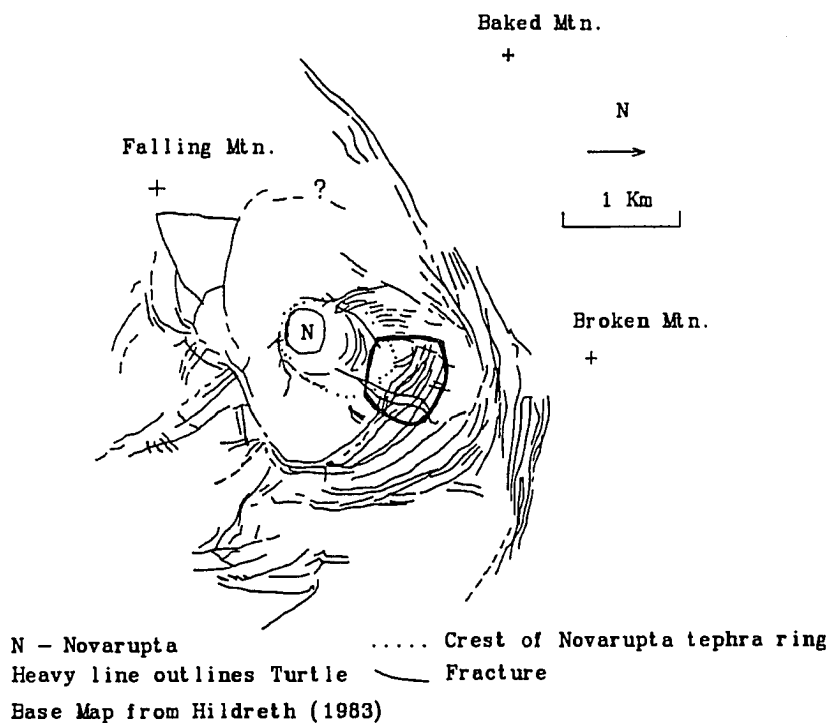 Baked Mtn.
N
Falling Mtn.
?
1 Km
N
Broken Mtn.
N – Novarupta ..... Crest of Novarupta tephra ring
Heavy line outlines Turtle Fracture
Base Map from Hildreth (1983)